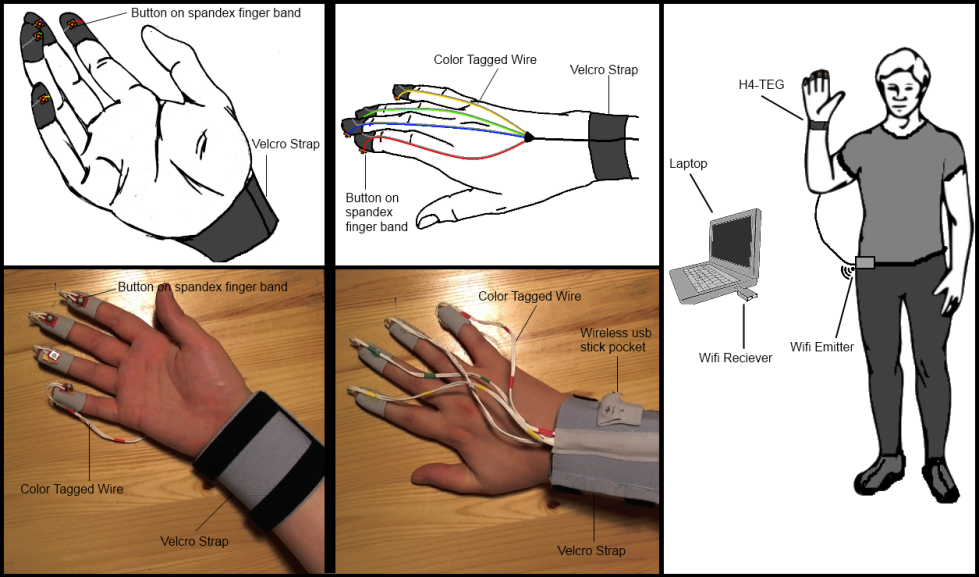 Button on spandex finger band
Velcro Strap
Color Tagged Wire
Velcro Strap
Button on
spandex
finger band
H4-TEG
Laptop
Wifi Reciever
Wifi Emitter
Button on spandex finger band
Color Tagged Wire
Velcro Strap
Color Tagged Wire
Wireless usb
stick pocket
Velcro Strap